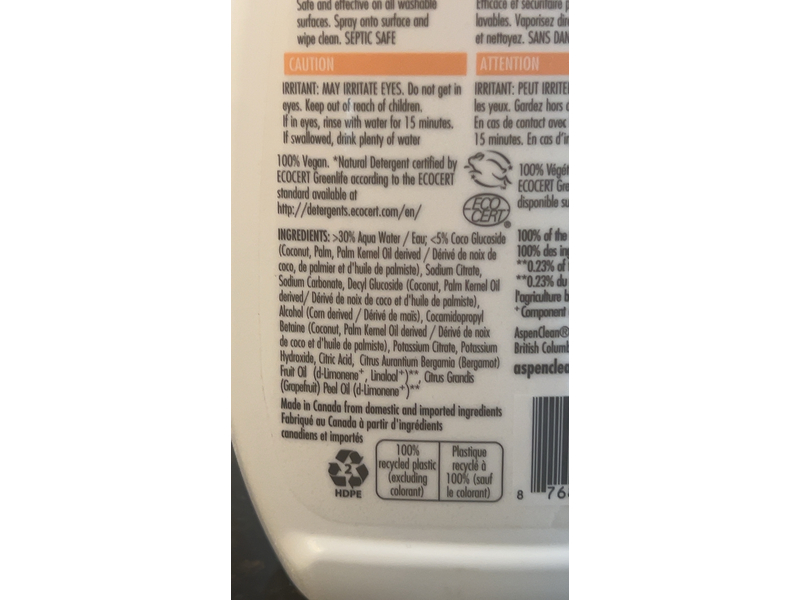 Safe and effective on all washable
surfaces. Spray onto surface and
wipe clean. SEPTIC SAFE
CAUTION
IRRITANT: MAY IRRITATE EYES. Do not get in
eyes. Keep out of reach of children.
If in eyes, rinse with water for 15 minutes.
If swallowed, drink plenty of water
100% Vegan. *Natural Detergent certified by
ECOCERT Greenlife according to the ECOCERT
standard available at
http://detergents.ecocert.com/en/
ECO
CERT®
INGREDIENTS: >30% Aqua Water / Eau; <5% Coco Glucoside
(Coconut, Palm, Palm Kernel Oil derived / Dérivé de noix de
coco, de palmier et d'huile de palmiste), Sodium Citrate,
Sodium Carbonate, Decyl Glucoside (Coconut, Palm Kernel Oil
derived/ Dérivé de noix de coco et d'huile de palmiste),
Alcohol (Corn derived / Dérivé de maïs), Cocamidopropyl
Betaine (Coconut, Palm Kernel Oil derived / Dérivé de noix
de coco et d'huile de palmiste), Potassium Citrate, Potassium
Hydroxide, Citric Acid, Citrus Aurantium Bergamia (Bergamot)
Fruit Oil (d-Limonene+, Linalool+)**, Citrus Grandis
(Grapefruit) Peel Oil (d-Limonene+)**
Made in Canada from domestic and imported ingredients
Fabriqué au Canada à partir d'ingrédients
canadiens et importés
2
HDPE
100%
recycled plastic
(excluding
colorant)
Plastique
recyclé à
100% (sauf
le colorant)
Efficace et sécuritaire
lavables. Vaporisez
et nettoyez. SANS
ATTENTION
IRRITANT: PEUT
les yeux. Gardez hors
En cas de contact avec
15 minutes. En cas
100%
ECOCERT
disponible
100% of the
100% des
**0.23% of
**0.23% du
l'agriculture
+Component
AspenClean®
British
8 76